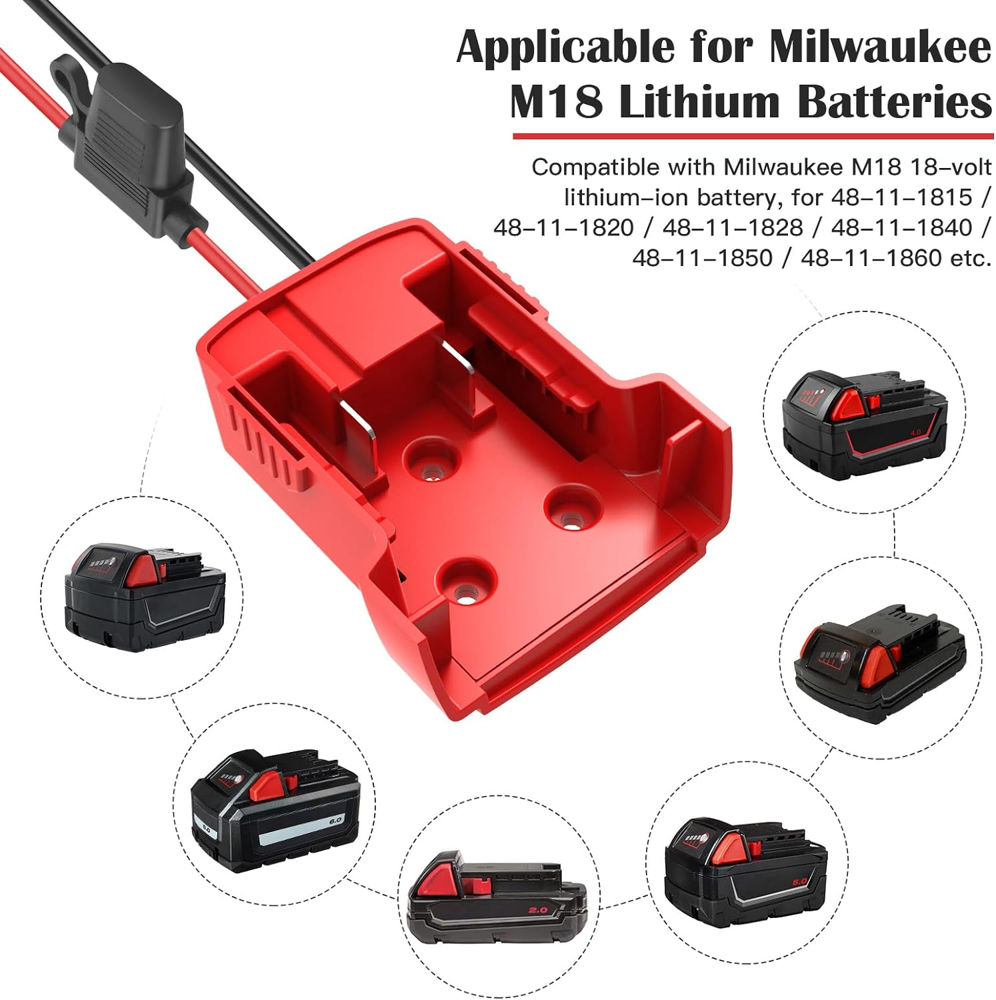 Applicable for Milwaukee
M18 Lithium Batteries
Compatible with Milwaukee M18 18-volt
lithium-ion battery, for 48-11-1815 /
48-11-1820 / 48-11-1828 / 48-11-1840 /
48-11-1850 / 48-11-1860 etc.
4.0
6.0
6.0
2.0
5.0